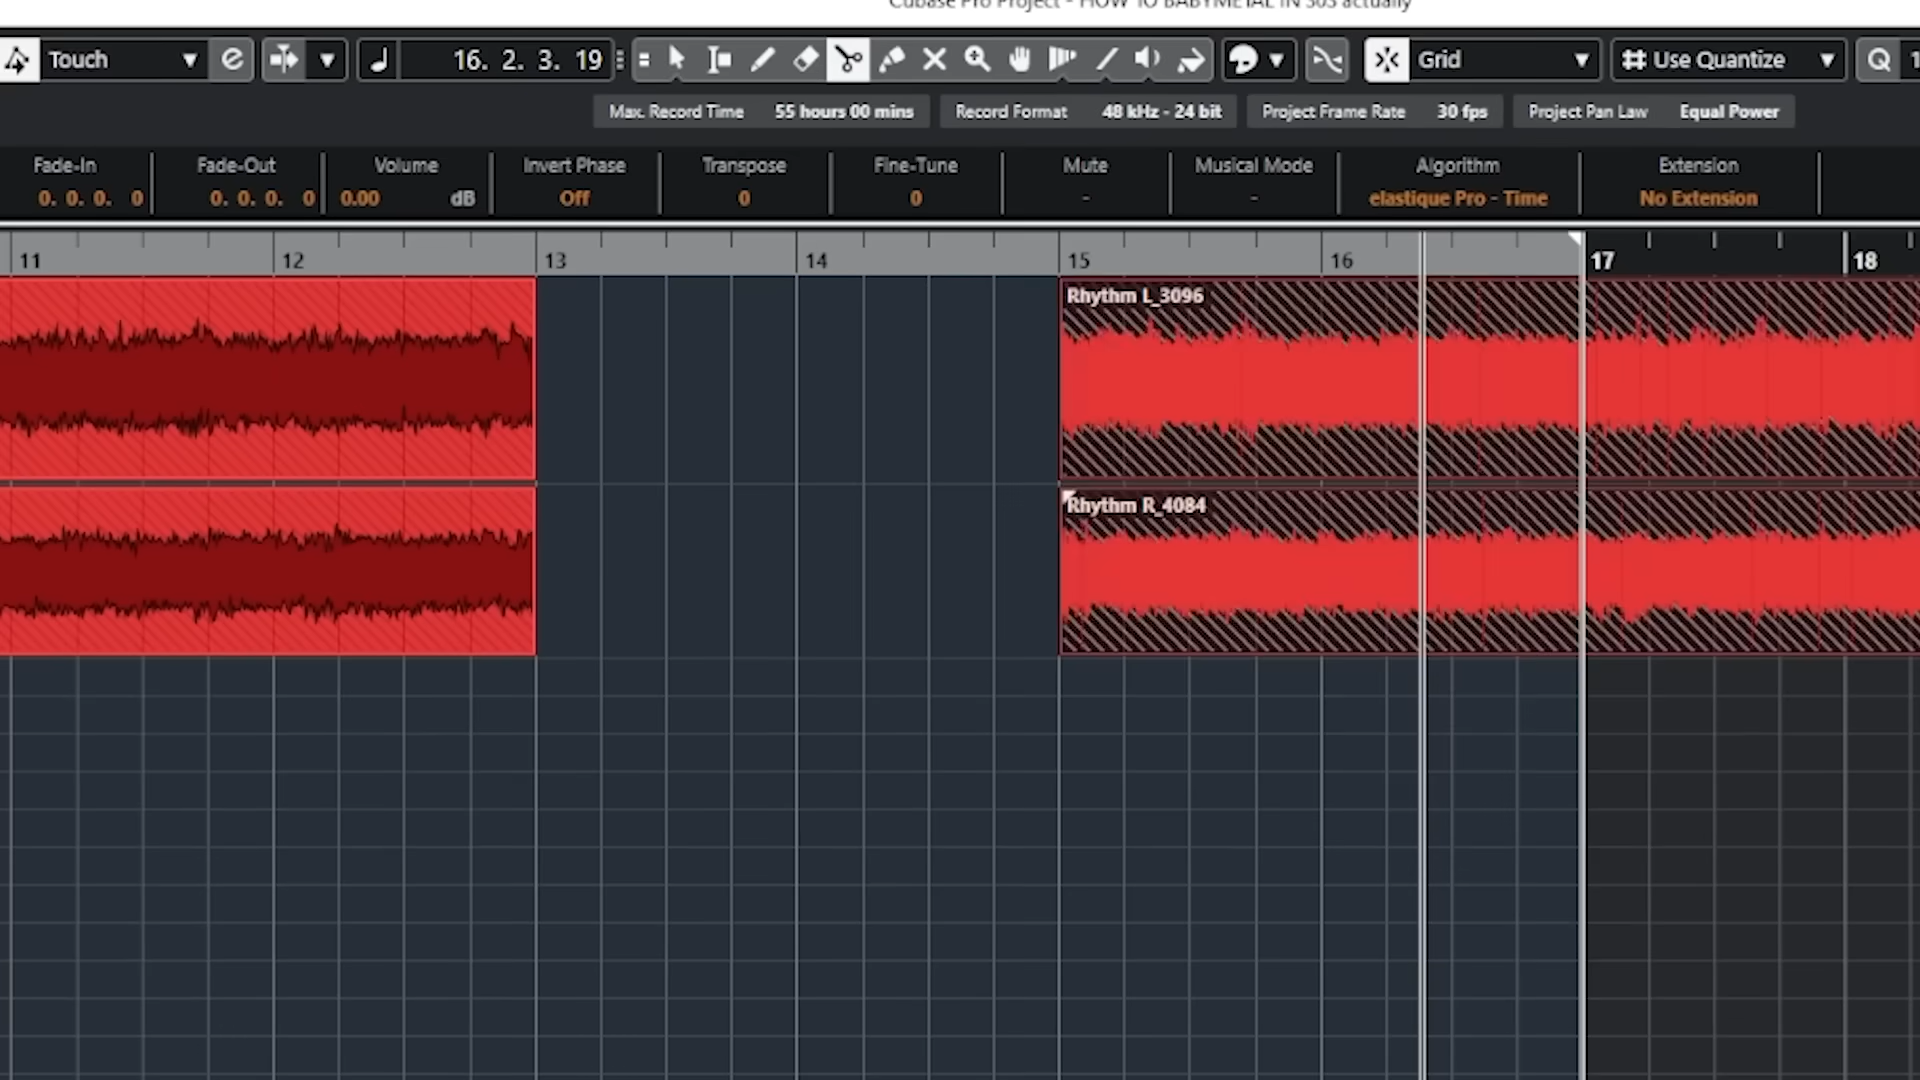 Cubase Pro Project - HOW TO BABYMETAL IN 30S actually
Touch 16. 2. 3. 19 Grid Use Quantize Q 1
Max. Record Time 55 hours 00 mins Record Format 48 kHz - 24 bit Project Frame Rate 30 fps Project Pan Law Equal Power
Fade-In Fade-Out Volume Invert Phase Transpose Fine-Tune Mute Musical Mode Algorithm Extension
0. 0. 0. 0 0. 0. 0. 0 0.00 dB Off 0 0 - - elastique Pro - Time No Extension
11 12 13 14 15 16 17 18
Rhythm L_3096
Rhythm R_4084